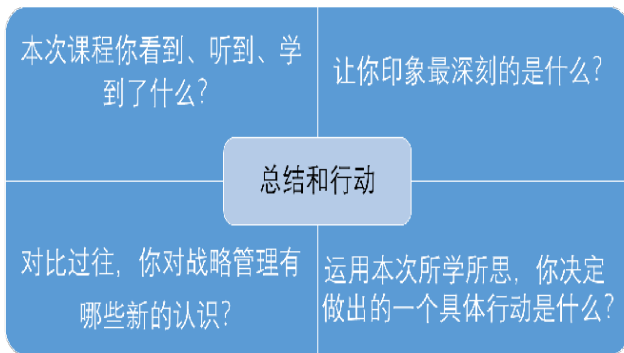 本次课程你看到、听到、学
到了什么？
让你印象最深刻的是什么？
总结和行动
对比过往，你对战略管理有
哪些新的认识？
运用本次所学所思，你决定
做出的一个具体行动是什么？